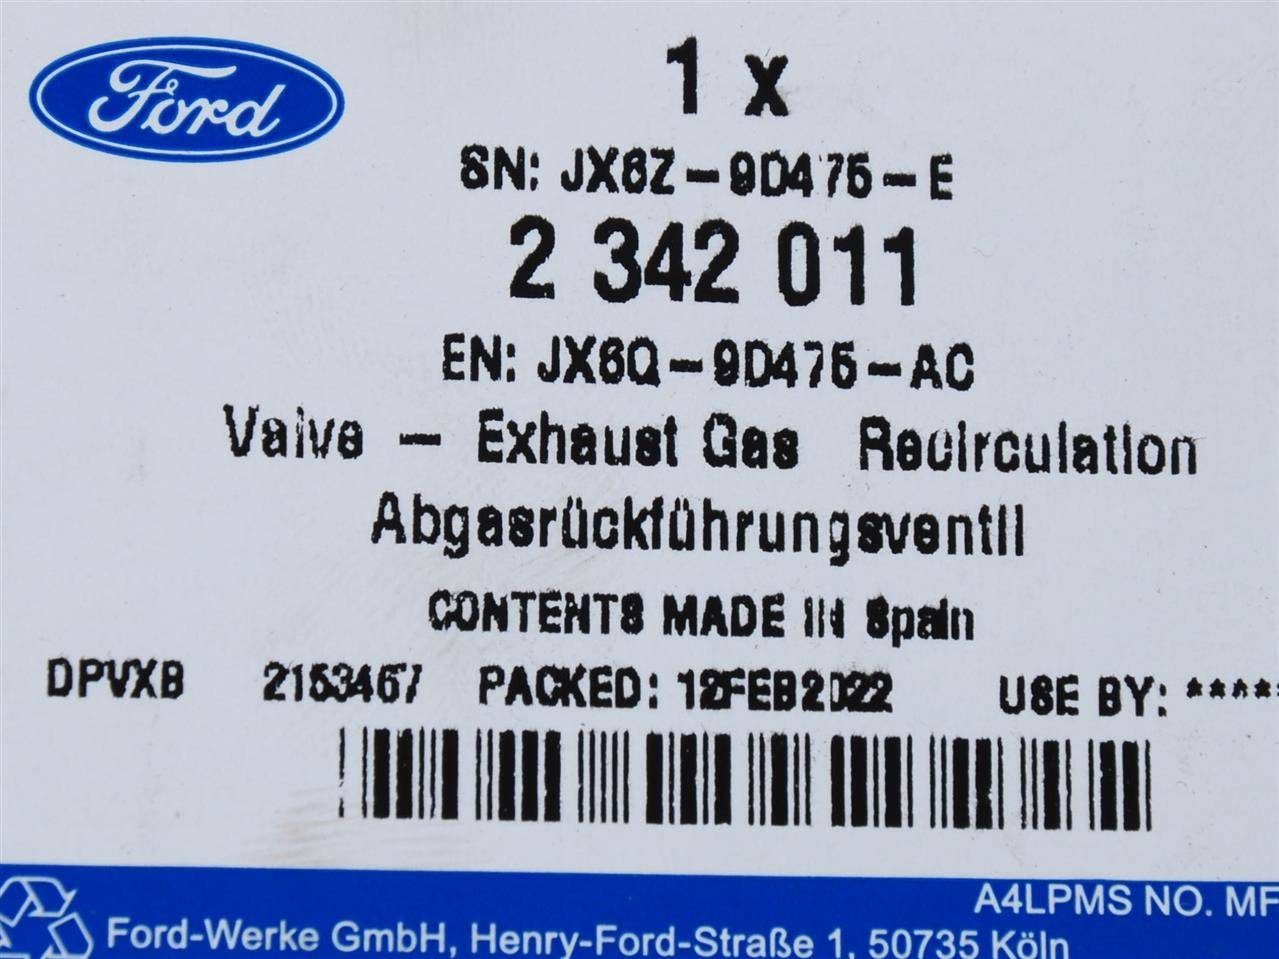 Ford
1 x
SN: JX6Z-9D475-E
2 342 011
EN: JX6Q-9D475-AC
Valve - Exhaust Gas Recirculation
Abgasrückführungsventil
CONTENTS MADE IN Spain
DPVXB 2153467 PACKED: 12FEB2022 USE BY: *****
A4LPMS NO. MF
Ford-Werke GmbH, Henry-Ford-Straße 1, 50735 Köln